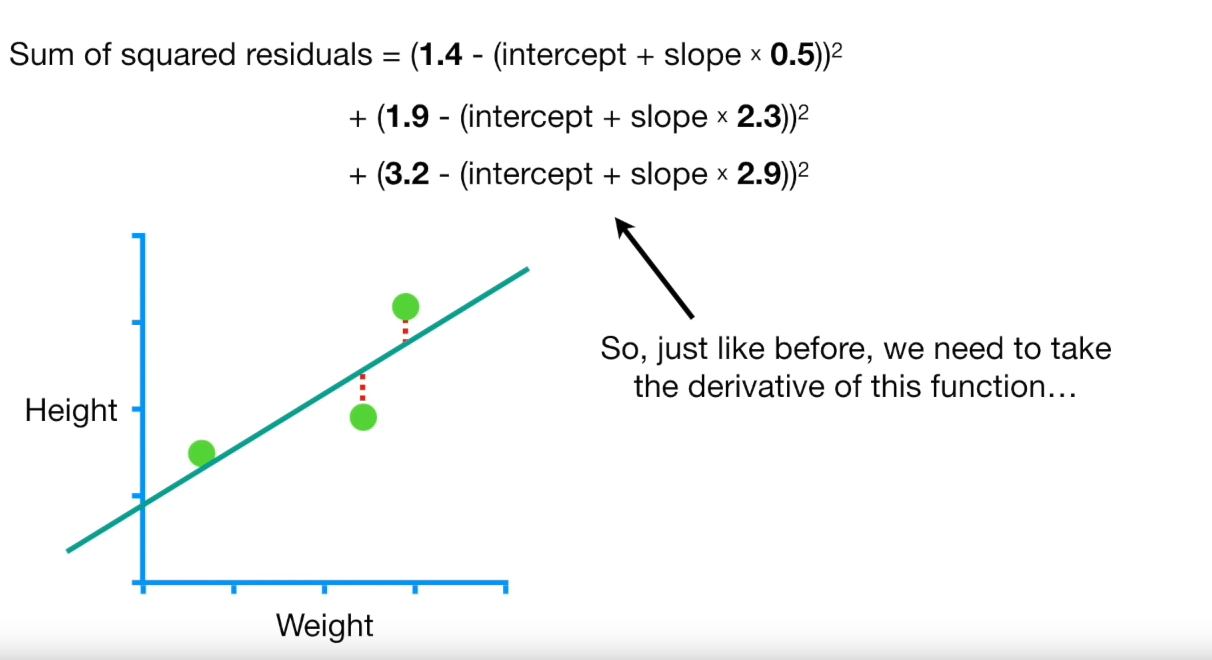 Sum of squared residuals = (1.4 - (intercept + slope × 0.5))²
+ (1.9 - (intercept + slope × 2.3))²
+ (3.2 - (intercept + slope × 2.9))²
So, just like before, we need to take
the derivative of this function…
Height
Weight